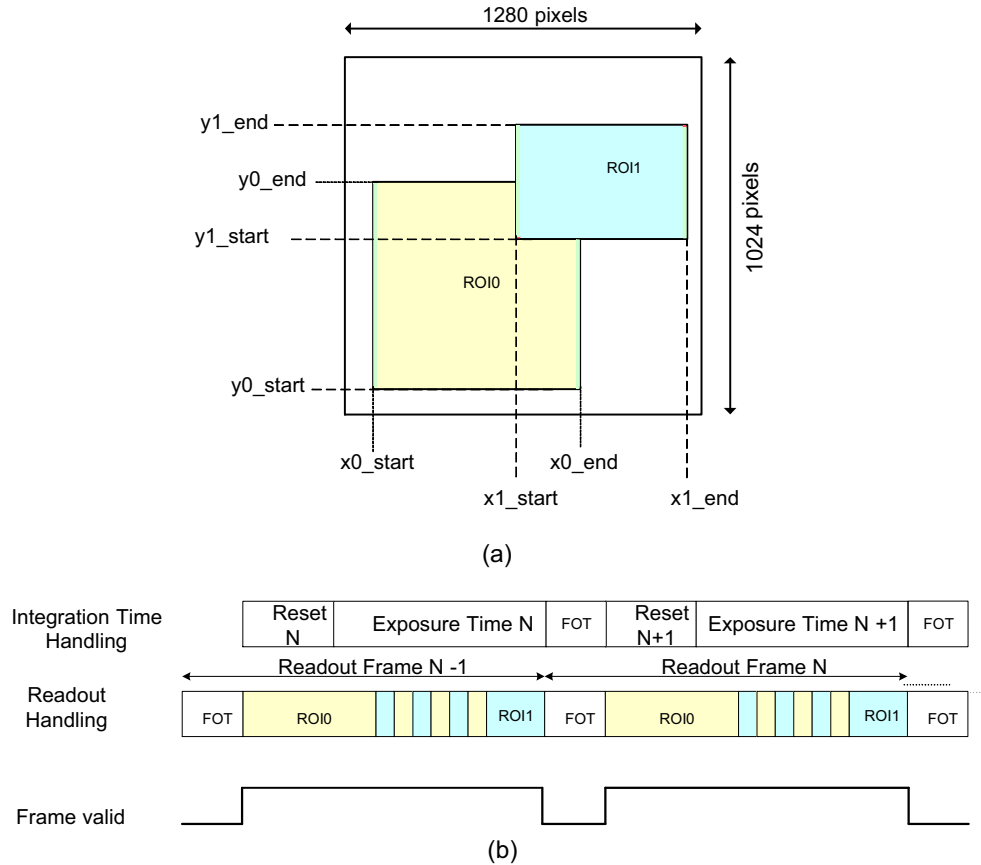 1280 pixels
1024 pixels
y1_end
ROI1
y0_end
y1_start
ROI0
y0_start
x0_start
x0_end
x1_start
x1_end
(a)
Integration Time
Handling
Reset
N
Exposure Time N
FOT
Reset
N+1
Exposure Time N +1
FOT
Readout Frame N -1
Readout Frame N
Readout
Handling
FOT
ROI0
ROI1
FOT
ROI0
ROI1
FOT
Frame valid
(b)